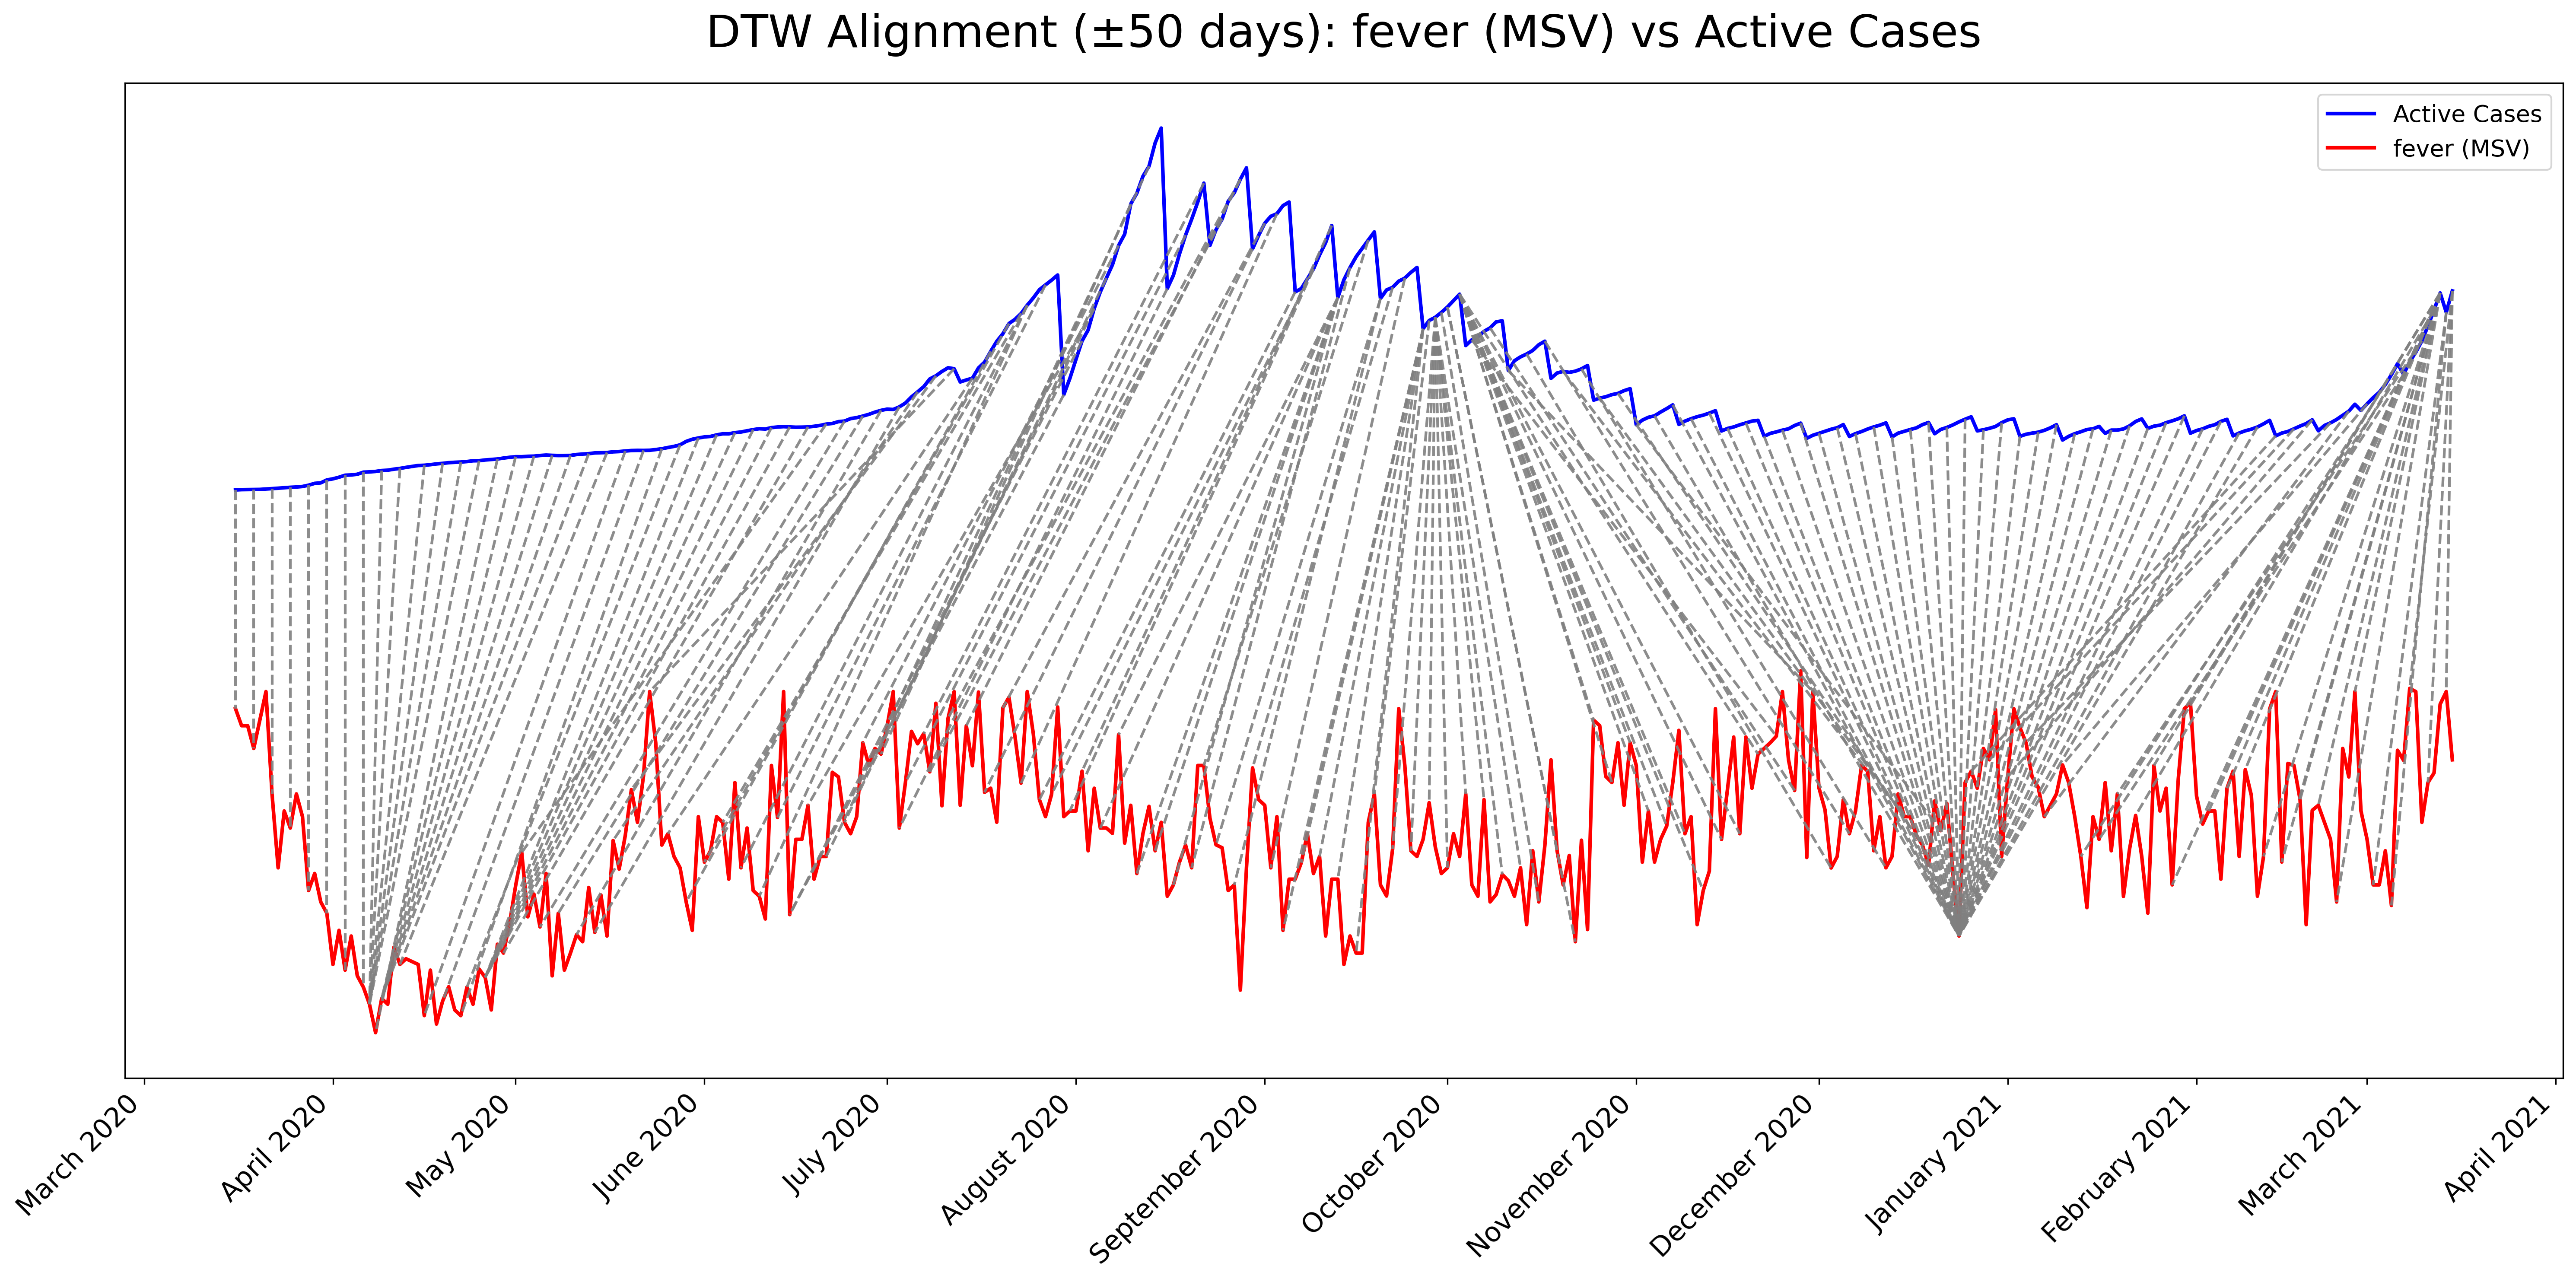 DTW Alignment (±50 days): fever (MSV) vs Active Cases
Active Cases
fever (MSV)
March 2020
April 2020
May 2020
June 2020
July 2020
August 2020
September 2020
October 2020
November 2020
December 2020
January 2021
February 2021
March 2021
April 2021